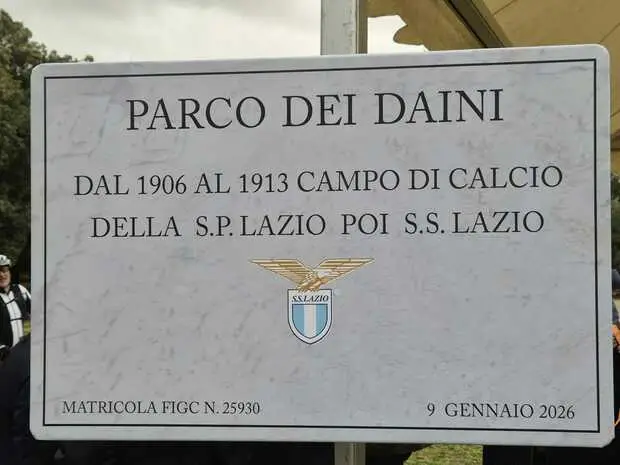 PARCO DEI DAINI
DAL 1906 AL 1913 CAMPO DI CALCIO
DELLA S.P. LAZIO POI S.S. LAZIO
S.S.LAZIO
MATRICOLA FIGC N. 25930
9 GENNAIO 2026